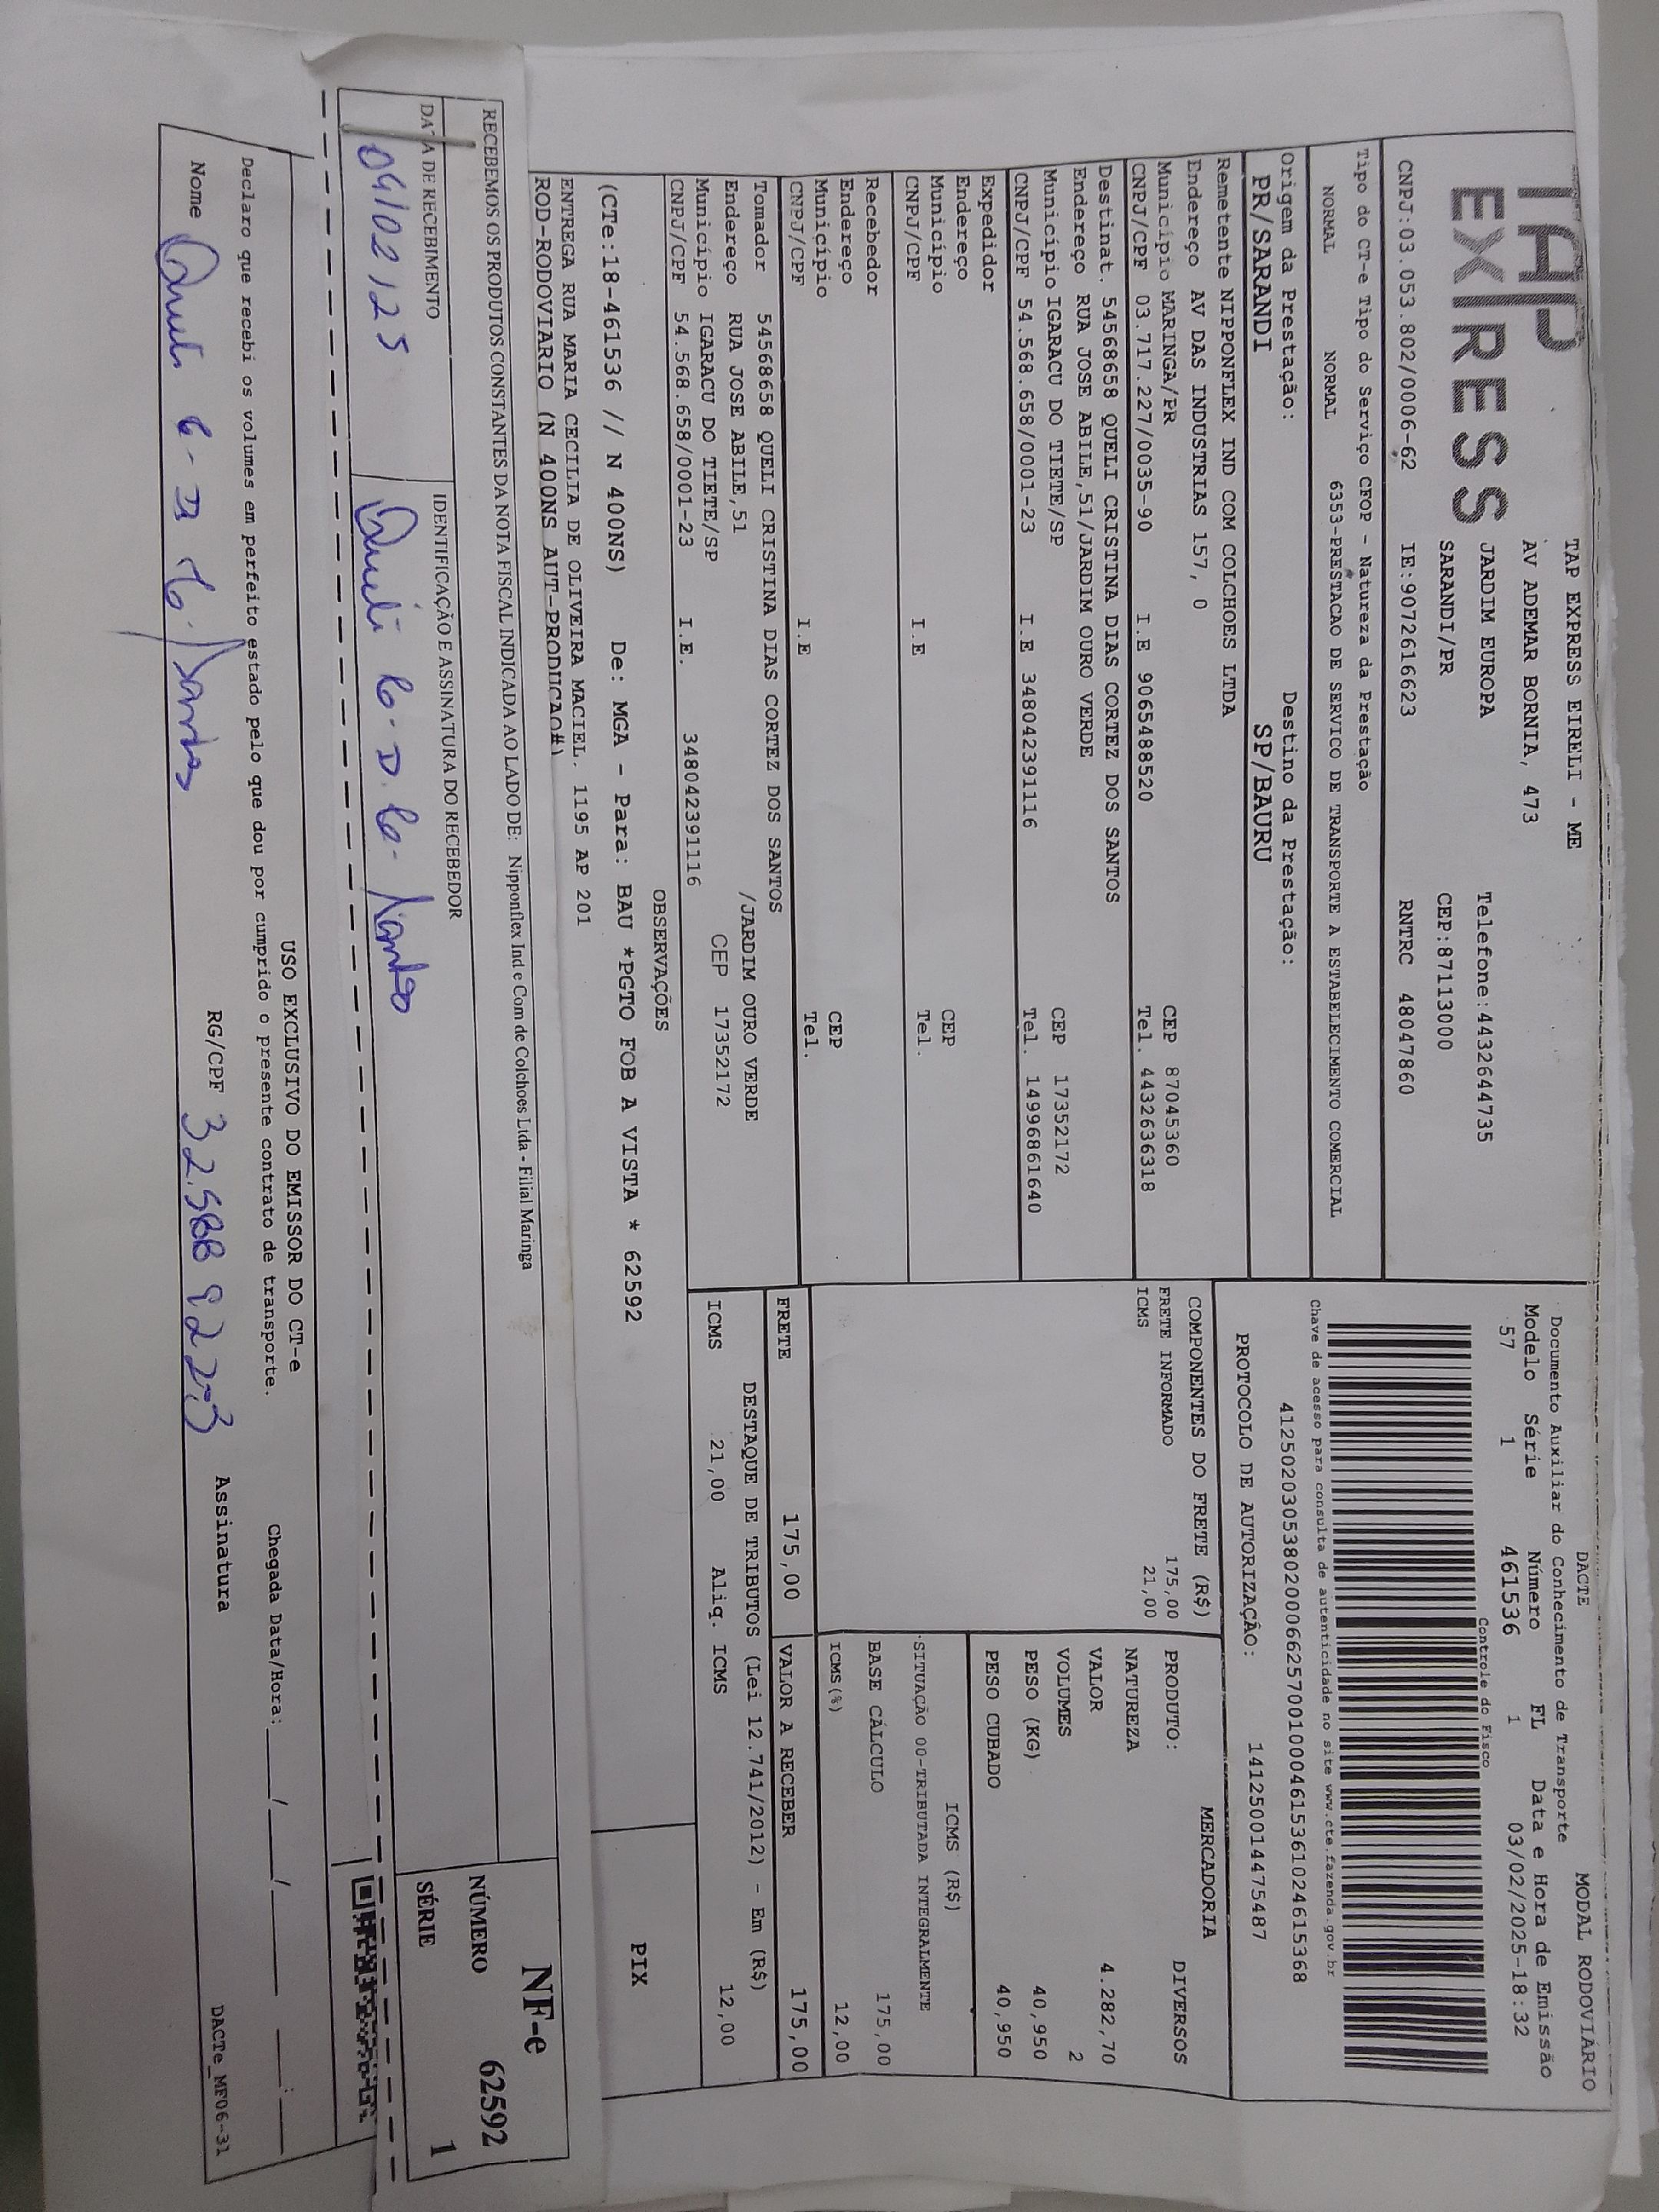 TAP
EXPRESS
TAP EXPRESS EIRELI - ME
AV ADEMAR BORNIA, 473
JARDIM EUROPA
Telefone:4432644735
SARANDI/PR
CEP:87113000
CNPJ:03.053.802/0006-62 IE:9072616623 RNTRC 48047860
DACTE
MODAL RODOVIÁRIO
Documento Auxiliar do Conhecimento de Transporte
Modelo Série Número FL Data e Hora de Emissão
57 1 461536 1 03/02/2025-18:32
Controle do Fisco
Chave de acesso para consulta de autenticidade no site www.cte.fazenda.gov.br
41250203053802000662570010004615361024615368
PROTOCOLO DE AUTORIZAÇÃO: 141250014475487
Tipo do CT-e Tipo do Serviço CFOP - Natureza da Prestação
NORMAL NORMAL 6353-PRESTACAO DE SERVICO DE TRANSPORTE A ESTABELECIMENTO COMERCIAL
Origem da Prestação: Destino da Prestação:
PR/SARANDI SP/BAURU
Remetente NIPPONFLEX IND COM COLCHOES LTDA
Endereço AV DAS INDUSTRIAS 157, 0
Município MARINGA/PR CEP 87045360
CNPJ/CPF 03.717.227/0035-90 I.E 9065488520 Tel. 4432636318
Destinat. 54568658 QUELI CRISTINA DIAS CORTEZ DOS SANTOS
Endereço RUA JOSE ABILE,51/JARDIM OURO VERDE
Município IGARACU DO TIETE/SP CEP 17352172
CNPJ/CPF 54.568.658/0001-23 I.E 348042391116 Tel. 14996861640
Expedidor
Endereço
Município CEP
CNPJ/CPF I.E Tel.
Recebedor
Endereço
Município CEP
CNPJ/CPF I.E Tel.
Tomador 54568658 QUELI CRISTINA DIAS CORTEZ DOS SANTOS
Endereço RUA JOSE ABILE,51 /JARDIM OURO VERDE
Município IGARACU DO TIETE/SP CEP 17352172
CNPJ/CPF 54.568.658/0001-23 I.E. 348042391116
COMPONENTES DO FRETE (R$)
FRETE INFORMADO 175,00
ICMS 21,00
MERCADORIA
PRODUTO: DIVERSOS
NATUREZA
VALOR 4.282,70
VOLUMES 2
PESO (KG) 40,950
PESO CUBADO 40,950
ICMS (R$)
SITUAÇÃO 00-TRIBUTADA INTEGRALMENTE
BASE CÁLCULO 175,00
ICMS(%) 12,00
FRETE 175,00 VALOR A RECEBER 175,00
DESTAQUE DE TRIBUTOS (Lei 12.741/2012) - Em (R$)
ICMS 21,00 Aliq. ICMS 12,00
OBSERVAÇÕES
(CTe:18-461536 // N 400NS) De: MGA - Para: BAU *PGTO FOB A VISTA * 62592
PIX
ENTREGA RUA MARIA CECILIA DE OLIVEIRA MACIEL. 1195 AP 201
ROD-RODOVIARIO (N 400NS AUT-PRODUCAO#)
RECEBEMOS OS PRODUTOS CONSTANTES DA NOTA FISCAL INDICADA AO LADO DE: Nipponflex Ind e Com de Colchoes Ltda - Filial Maringa
DATA DE RECEBIMENTO
IDENTIFICAÇÃO E ASSINATURA DO RECEBEDOR
09/02/25
Queli C. D. C. Santos
NF-e
NÚMERO 62592
SÉRIE 1
USO EXCLUSIVO DO EMISSOR DO CT-e
Declaro que recebi os volumes em perfeito estado pelo que dou por cumprido o presente contrato de transporte.
Chegada Data/Hora:____/____/____ __:__
Nome Queli C. D. C. Santos RG/CPF Assinatura
DACTe_MF06-31